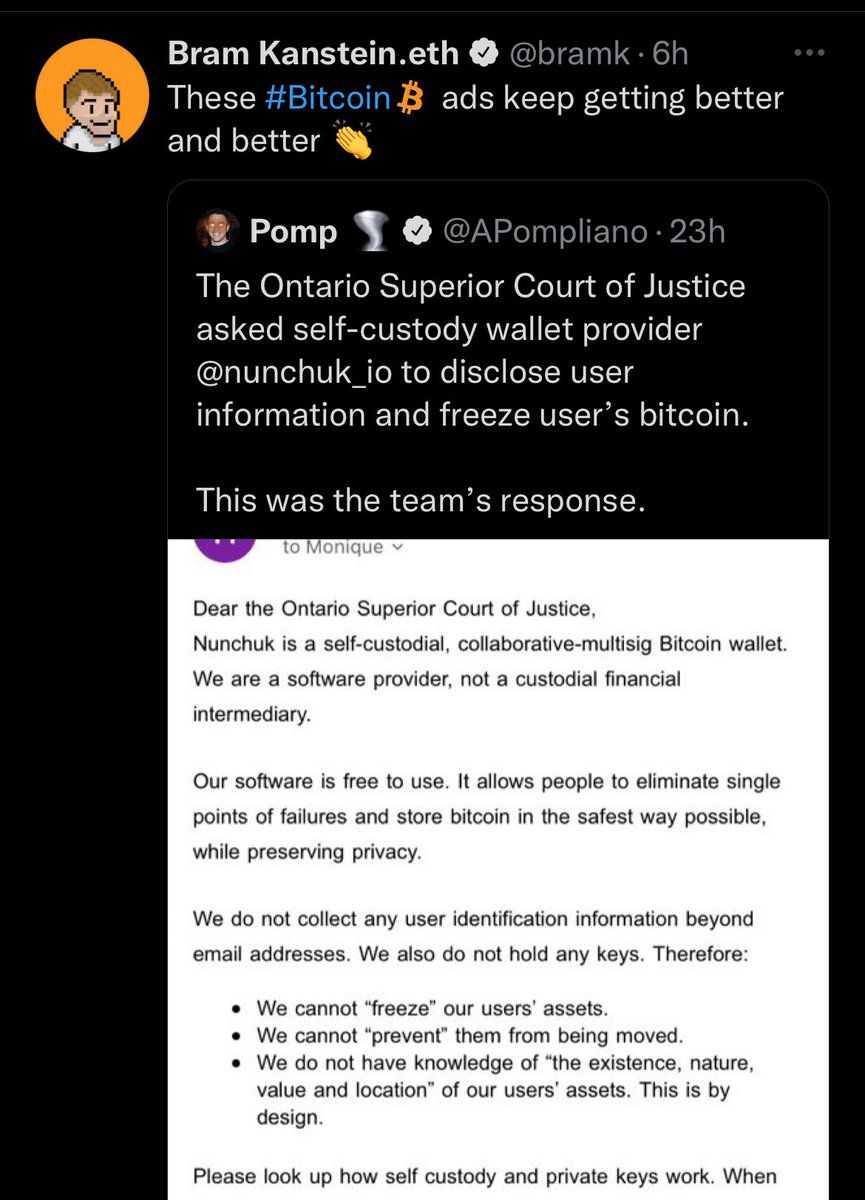 Bram Kanstein.eth @bramk · 6h
These #Bitcoin ads keep getting better
and better 👏
Pomp 🌪 @APompliano · 23h
The Ontario Superior Court of Justice
asked self-custody wallet provider
@nunchuk_io to disclose user
information and freeze user’s bitcoin.
This was the team’s response.
to Monique
Dear the Ontario Superior Court of Justice,
Nunchuk is a self-custodial, collaborative-multisig Bitcoin wallet.
We are a software provider, not a custodial financial
intermediary.
Our software is free to use. It allows people to eliminate single
points of failures and store bitcoin in the safest way possible,
while preserving privacy.
We do not collect any user identification information beyond
email addresses. We also do not hold any keys. Therefore:
• We cannot “freeze” our users’ assets.
• We cannot “prevent” them from being moved.
• We do not have knowledge of “the existence, nature,
value and location” of our users’ assets. This is by
design.
Please look up how self custody and private keys work. When